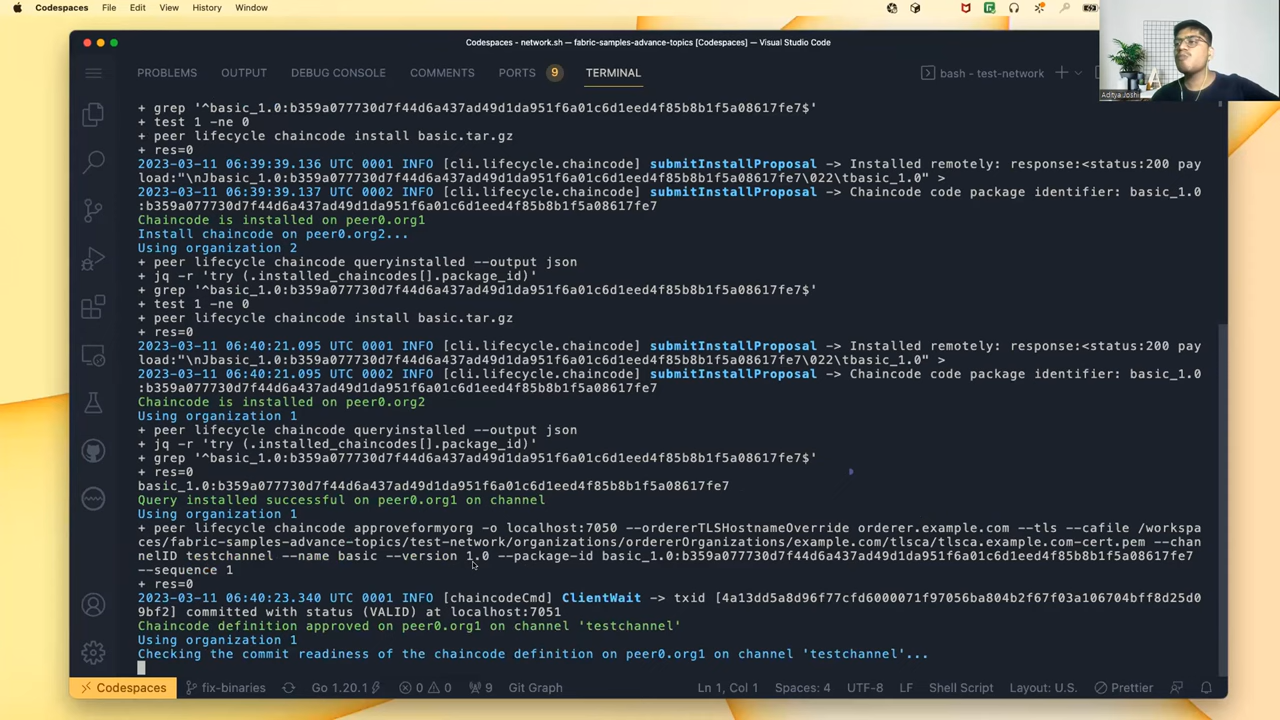 Codespaces File Edit View History Window
Codespaces - network.sh — fabric-samples-advance-topics [Codespaces] — Visual Studio Code
PROBLEMS OUTPUT DEBUG CONSOLE COMMENTS PORTS 9 TERMINAL bash - test-network
Aditya Joshi
+ grep '^basic_1.0:b359a077730d7f44d6a437ad49d1da951f6a01c6d1eed4f85b8b1f5a08617fe7$'
+ test 1 -ne 0
+ peer lifecycle chaincode install basic.tar.gz
+ res=0
2023-03-11 06:39:39.136 UTC 0001 INFO [cli.lifecycle.chaincode] submitInstallProposal -> Installed remotely: response:<status:200 pay
load:"\nJbasic_1.0:b359a077730d7f44d6a437ad49d1da951f6a01c6d1eed4f85b8b1f5a08617fe7\022\tbasic_1.0" >
2023-03-11 06:39:39.137 UTC 0002 INFO [cli.lifecycle.chaincode] submitInstallProposal -> Chaincode code package identifier: basic_1.0
:b359a077730d7f44d6a437ad49d1da951f6a01c6d1eed4f85b8b1f5a08617fe7
Chaincode is installed on peer0.org1
Install chaincode on peer0.org2...
Using organization 2
+ peer lifecycle chaincode queryinstalled --output json
+ jq -r 'try (.installed_chaincodes[].package_id)'
+ grep '^basic_1.0:b359a077730d7f44d6a437ad49d1da951f6a01c6d1eed4f85b8b1f5a08617fe7$'
+ test 1 -ne 0
+ peer lifecycle chaincode install basic.tar.gz
+ res=0
2023-03-11 06:40:21.095 UTC 0001 INFO [cli.lifecycle.chaincode] submitInstallProposal -> Installed remotely: response:<status:200 pay
load:"\nJbasic_1.0:b359a077730d7f44d6a437ad49d1da951f6a01c6d1eed4f85b8b1f5a08617fe7\022\tbasic_1.0" >
2023-03-11 06:40:21.095 UTC 0002 INFO [cli.lifecycle.chaincode] submitInstallProposal -> Chaincode code package identifier: basic_1.0
:b359a077730d7f44d6a437ad49d1da951f6a01c6d1eed4f85b8b1f5a08617fe7
Chaincode is installed on peer0.org2
Using organization 1
+ peer lifecycle chaincode queryinstalled --output json
+ jq -r 'try (.installed_chaincodes[].package_id)'
+ grep '^basic_1.0:b359a077730d7f44d6a437ad49d1da951f6a01c6d1eed4f85b8b1f5a08617fe7$'
+ res=0
basic_1.0:b359a077730d7f44d6a437ad49d1da951f6a01c6d1eed4f85b8b1f5a08617fe7
Query installed successful on peer0.org1 on channel
Using organization 1
+ peer lifecycle chaincode approveformyorg -o localhost:7050 --ordererTLSHostnameOverride orderer.example.com --tls --cafile /workspa
ces/fabric-samples-advance-topics/test-network/organizations/ordererOrganizations/example.com/tlsca/tlsca.example.com-cert.pem --chan
nelID testchannel --name basic --version 1.0 --package-id basic_1.0:b359a077730d7f44d6a437ad49d1da951f6a01c6d1eed4f85b8b1f5a08617fe7
--sequence 1
+ res=0
2023-03-11 06:40:23.340 UTC 0001 INFO [chaincodeCmd] ClientWait -> txid [4a13dd5a8d96f77cfd6000071f97056ba804b2f67f03a106704bff8d25d0
9bf2] committed with status (VALID) at localhost:7051
Chaincode definition approved on peer0.org1 on channel 'testchannel'
Using organization 1
Checking the commit readiness of the chaincode definition on peer0.org1 on channel 'testchannel'...
Codespaces fix-binaries Go 1.20.1 0 0 9 Git Graph Ln 1, Col 1 Spaces: 4 UTF-8 LF Shell Script Layout: U.S. Prettier